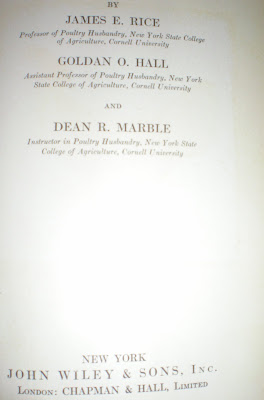 BY
JAMES E. RICE
Professor of Poultry Husbandry, New York State College
of Agriculture, Cornell University
GOLDAN O. HALL
Assistant Professor of Poultry Husbandry, New York
State College of Agriculture, Cornell University
AND
DEAN R. MARBLE
Instructor in Poultry Husbandry, New York State
College of Agriculture, Cornell University
NEW YORK
JOHN WILEY & SONS, INC.
LONDON: CHAPMAN & HALL, LIMITED